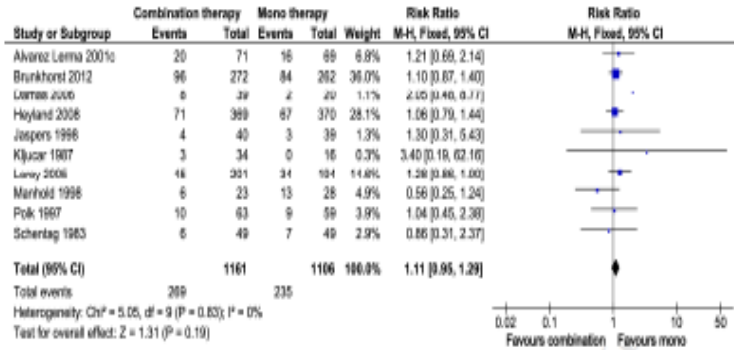 Combination therapy Mono therapy Risk Ratio Risk Ratio
Study or Subgroup Events Total Events Total Weight M-H, Fixed, 95% CI M-H, Fixed, 95% CI
Alvarez Lerma 2001c 20 71 16 69 6.8% 1.21 [0.69, 2.14]
Brunkhorst 2012 96 272 84 262 36.0% 1.10 [0.87, 1.40]
Damas 2006 39 2 20 1.1%
Heyland 2008 71 369 67 370 28.1% 1.06 [0.79, 1.44]
Jaspers 1998 4 40 3 39 1.30 [0.31, 5.43]
Kljucar 1987 3 34 0 16 0.3% 3.40 [0.19, 62.16]
2006
Manhold 1998 6 23 13 28 4.9% 0.56 [0.25, 1.24]
Polk 1997 10 63 9 59 3.9% 1.04 [0.45, 2.38]
Schentag 1983 6 49 7 49 2.9% 0.86 [0.31, 2.37]
Total (95% CI) 1161 1106 100.0% 1.11 [0.95, 1.29]
Total events 269 235
Heterogeneity: Chi² = 5.05, df = 9 (P = 0.83); I² = 0%
Test for overall effect: Z = 1.31 (P = 0.19)
0.02 0.1 1 10 50
Favours combination Favours mono